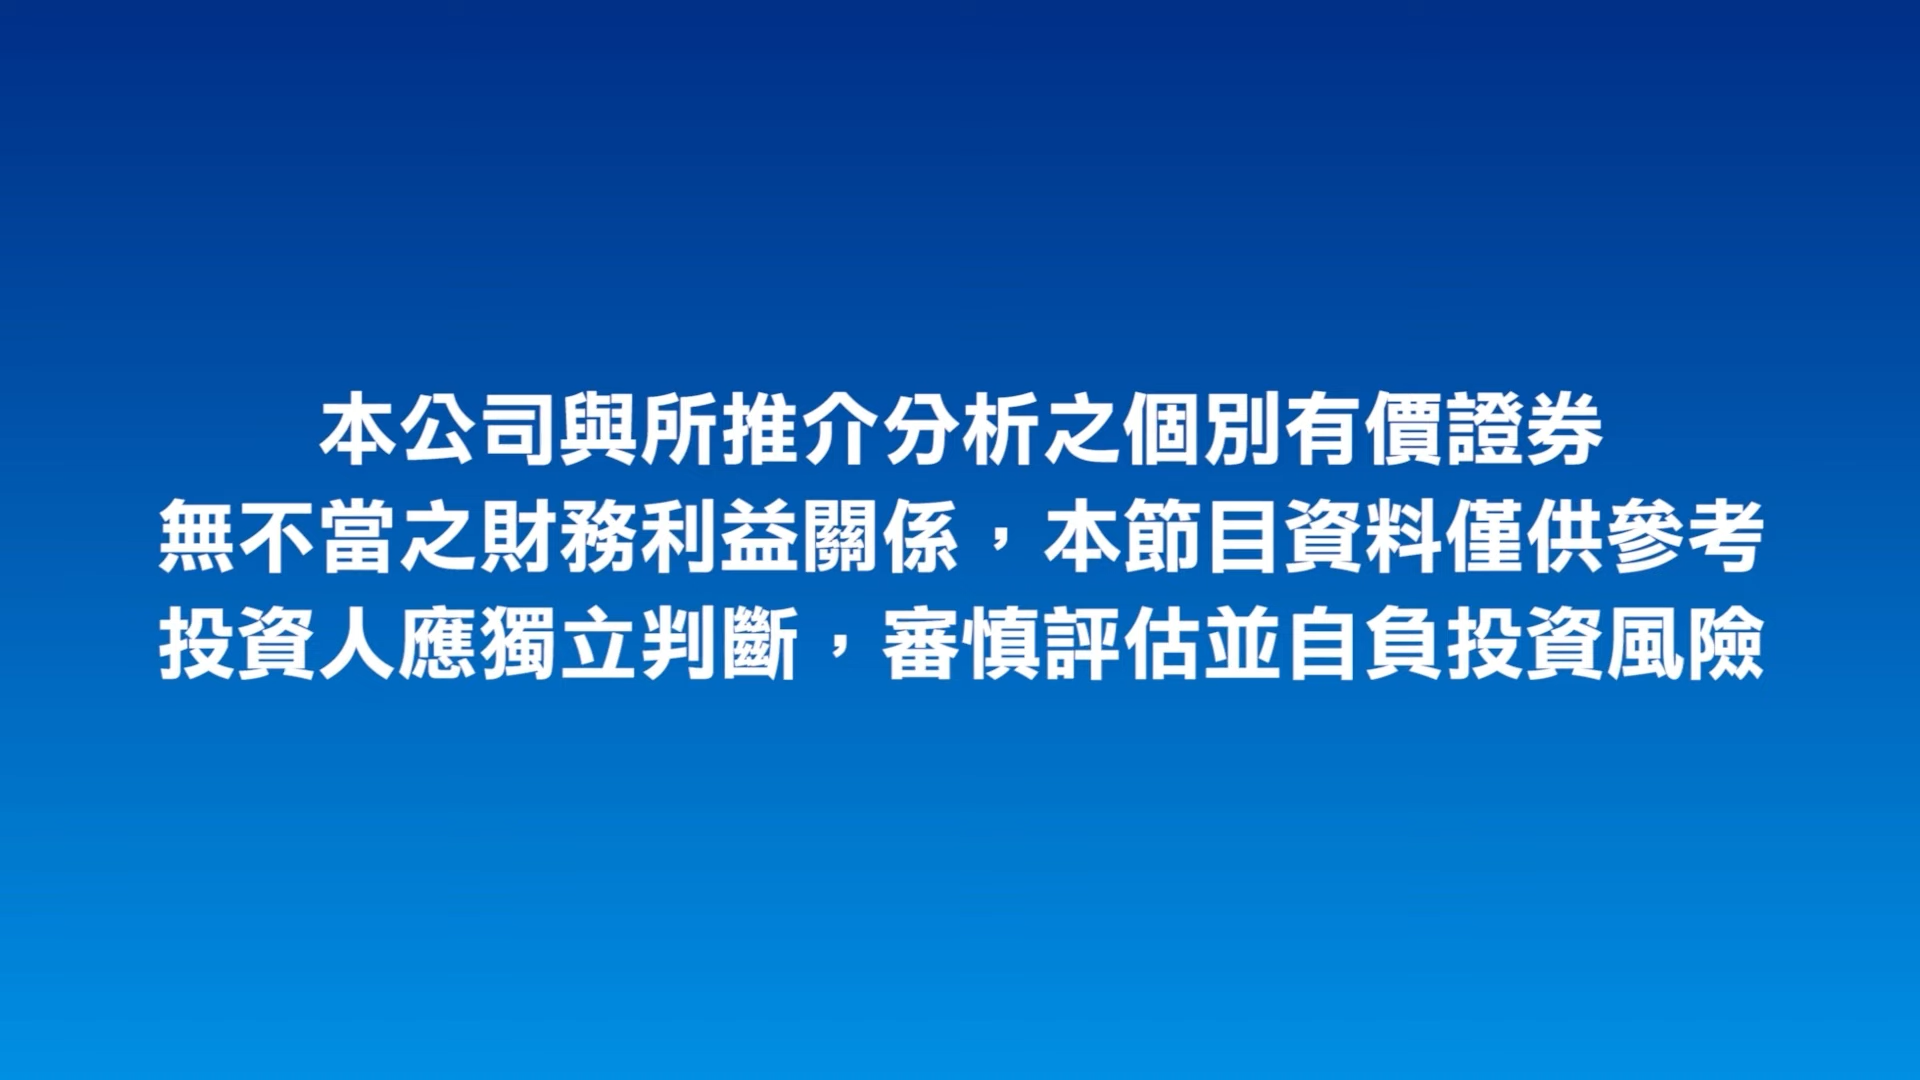 本公司與所推介分析之個別有價證券
無不當之財務利益關係，本節目資料僅供參考
投資人應獨立判斷，審慎評估並自負投資風險